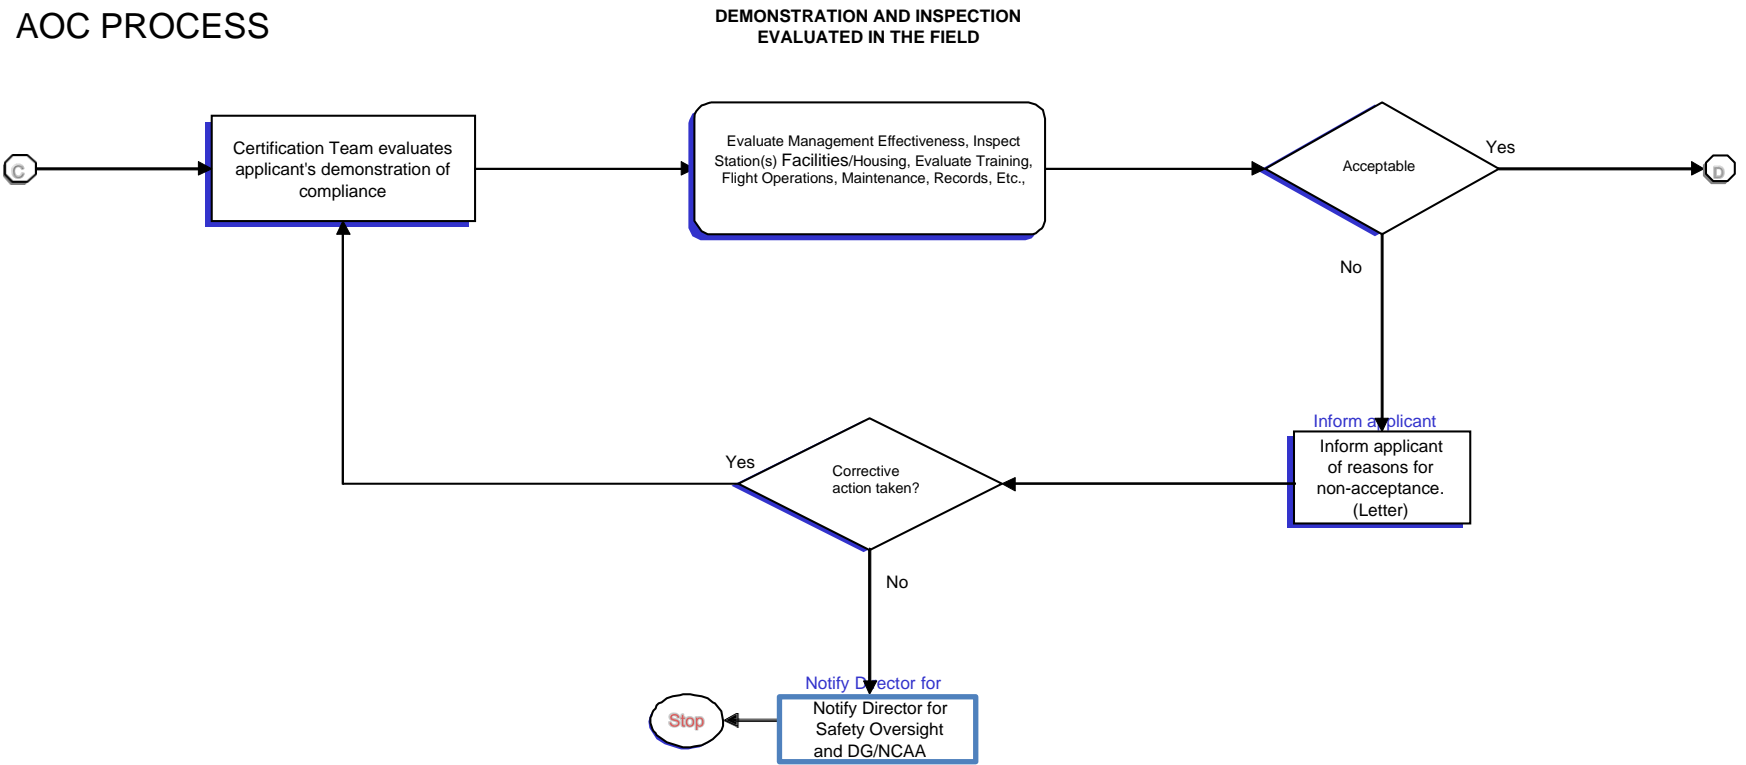 AOC PROCESS
DEMONSTRATION AND INSPECTION
EVALUATED IN THE FIELD
C
Certification Team evaluates
applicant's demonstration of
compliance
Evaluate Management Effectiveness, Inspect
Station(s) Facilities/Housing, Evaluate Training,
Flight Operations, Maintenance, Records, Etc.,
Acceptable
Yes
D
No
Inform applicant
Inform applicant
of reasons for
non-acceptance.
(Letter)
Corrective
action taken?
Yes
No
Notify Director for
Notify Director for
Safety Oversight
and DG/NCAA
Stop